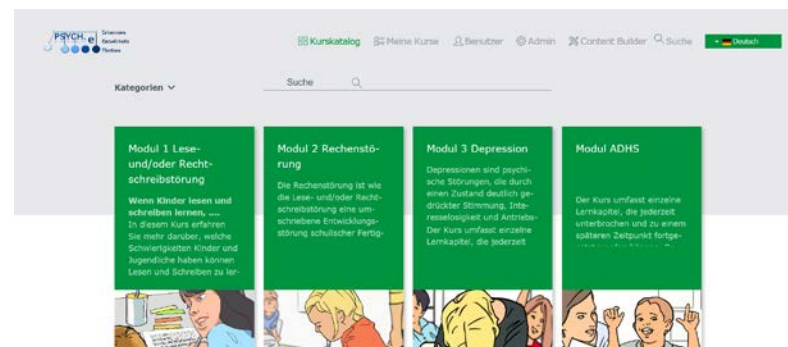 PSYCH.e
Kurskatalog Meine Kurse Benutzer Admin Content Builder Suche Deutsch
Kategorien
Suche
Modul 1 Lese-
und/oder Recht-
schreibstörung
Wenn Kinder lesen und
schreiben lernen, ....
In diesem Kurs erfahren
Sie mehr darüber, welche
Schwierigkeiten Kinder und
Jugendliche haben können
Lesen und Schreiben zu ler-
Modul 2 Rechenstö-
rung
Die Rechenstörung ist wie
die Lese- und/oder Recht-
schreibstörung eine um-
schriebene Entwicklungs-
störung schulischer Fertig-
Modul 3 Depression
Depressionen sind psychi-
sche Störungen, die durch
einen Zustand deutlich ge-
drückter Stimmung, Inte-
resselosigkeit und Antriebs-
Der Kurs umfasst einzelne
Lernkapitel, die jederzeit
Modul ADHS
Der Kurs umfasst einzelne
Lernkapitel, die jederzeit
unterbrochen und zu einem
späteren Zeitpunkt fortge-